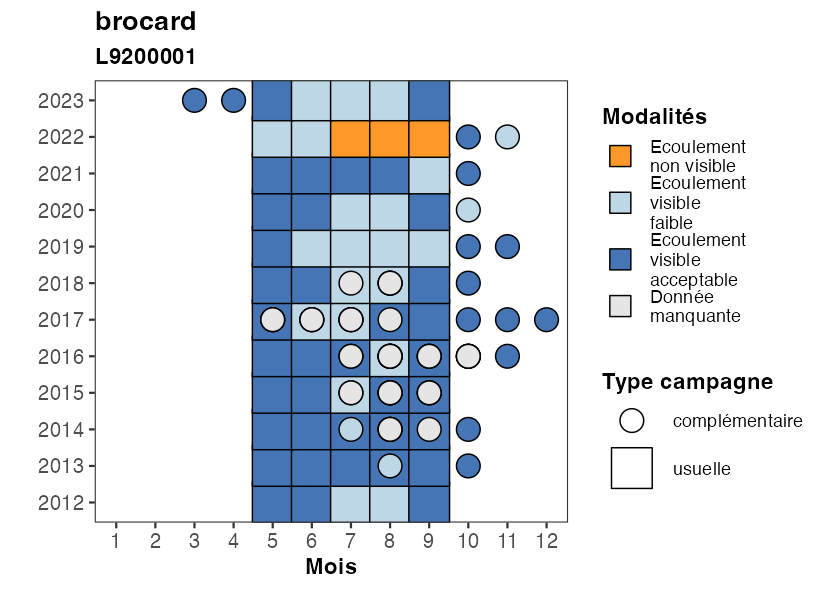 brocard
L9200001
2023
2022
2021
2020
2019
2018
2017
2016
2015
2014
2013
2012
1 2 3 4 5 6 7 8 9 10 11 12
Mois
Modalités
Ecoulement
non visible
Ecoulement
visible
faible
Ecoulement
visible
acceptable
Donnée
manquante
Type campagne
complémentaire
usuelle